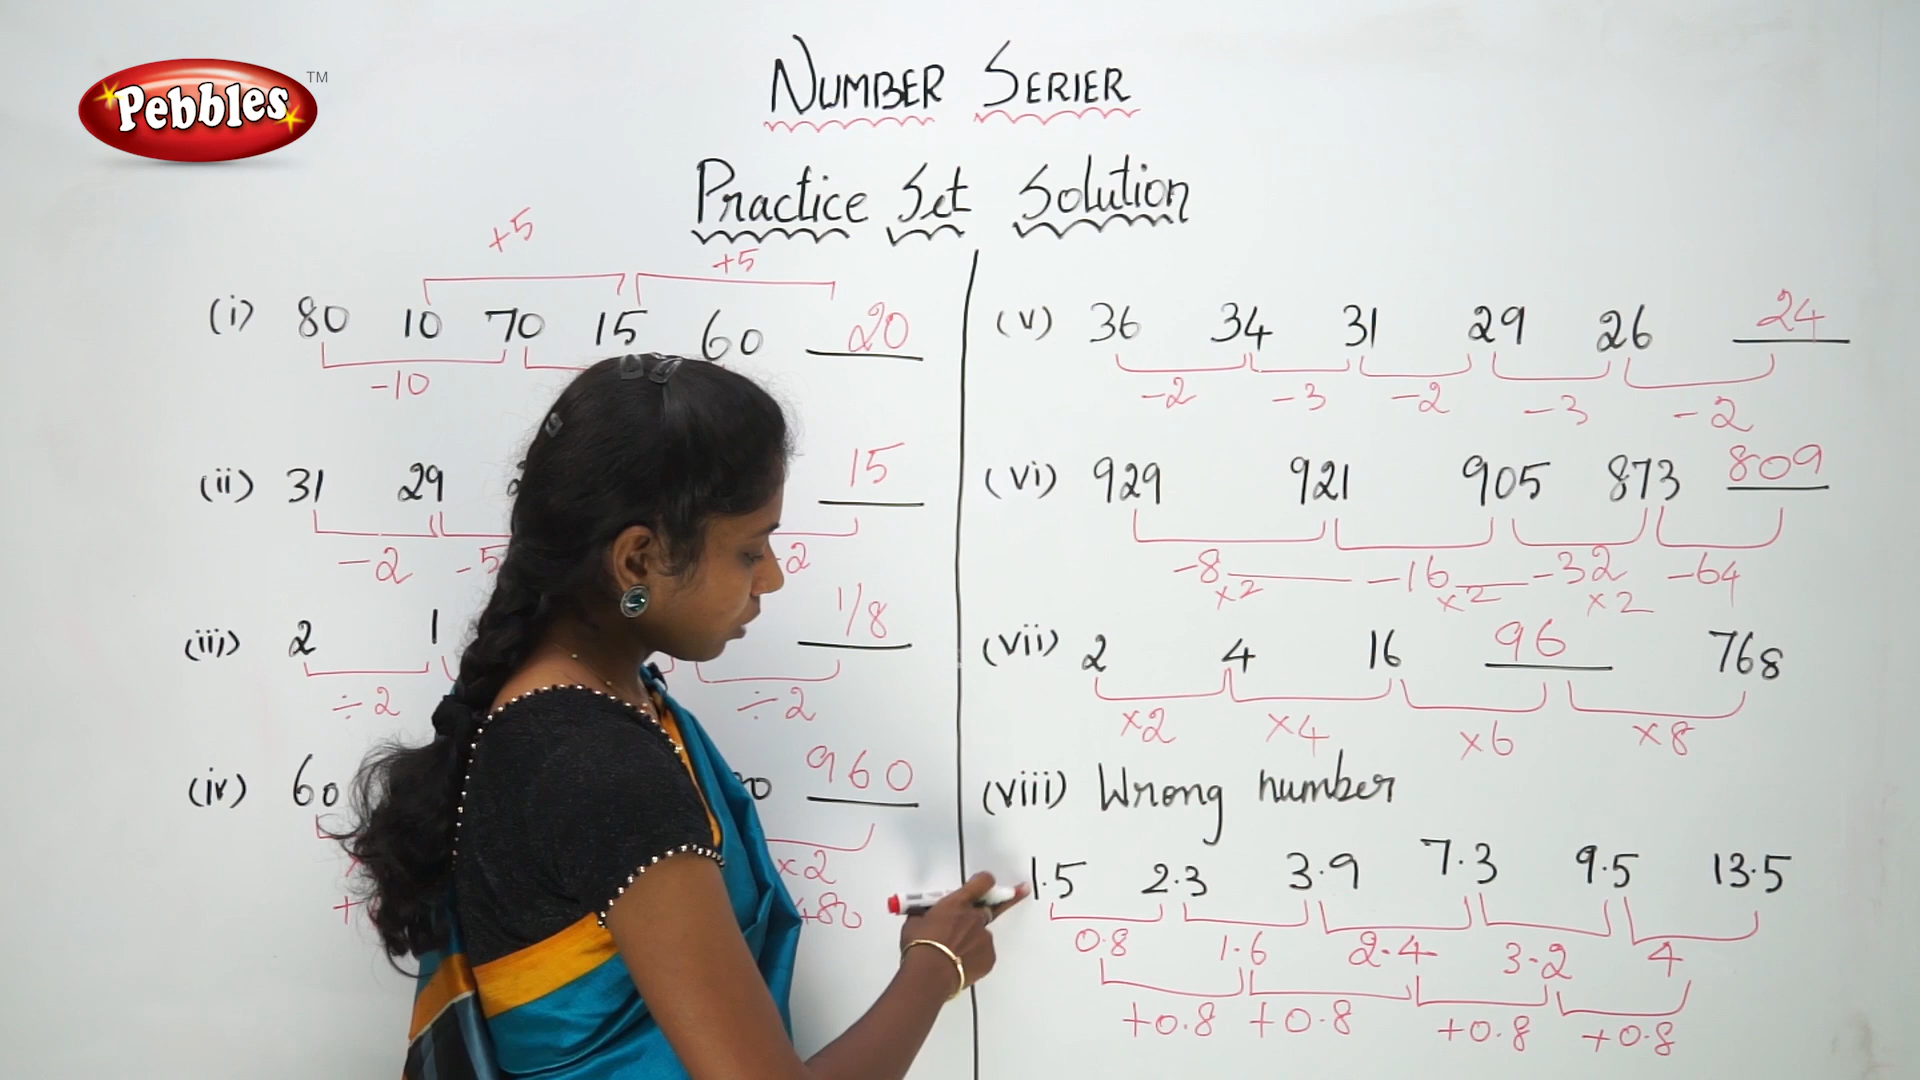 Pebbles TM
NUMBER SERIER
Practice Set Solution
+5 +5
(i) 80 10 70 15 60 20
-10
(ii) 31 29 15
-2 -5 -2
(iii) 2 1 1/8
÷2 ÷2
(iv) 60 960
×2
+80
(v) 36 34 31 29 26 24
-2 -3 -2 -3 -2
(vi) 929 921 905 873 809
-8 -16 -32 -64
×2 ×2 ×2
(vii) 2 4 16 96 768
×2 ×4 ×6 ×8
(viii) Wrong number
1.5 2.3 3.9 7.3 9.5 13.5
0.8 1.6 2.4 3.2 4
+0.8 +0.8 +0.8 +0.8